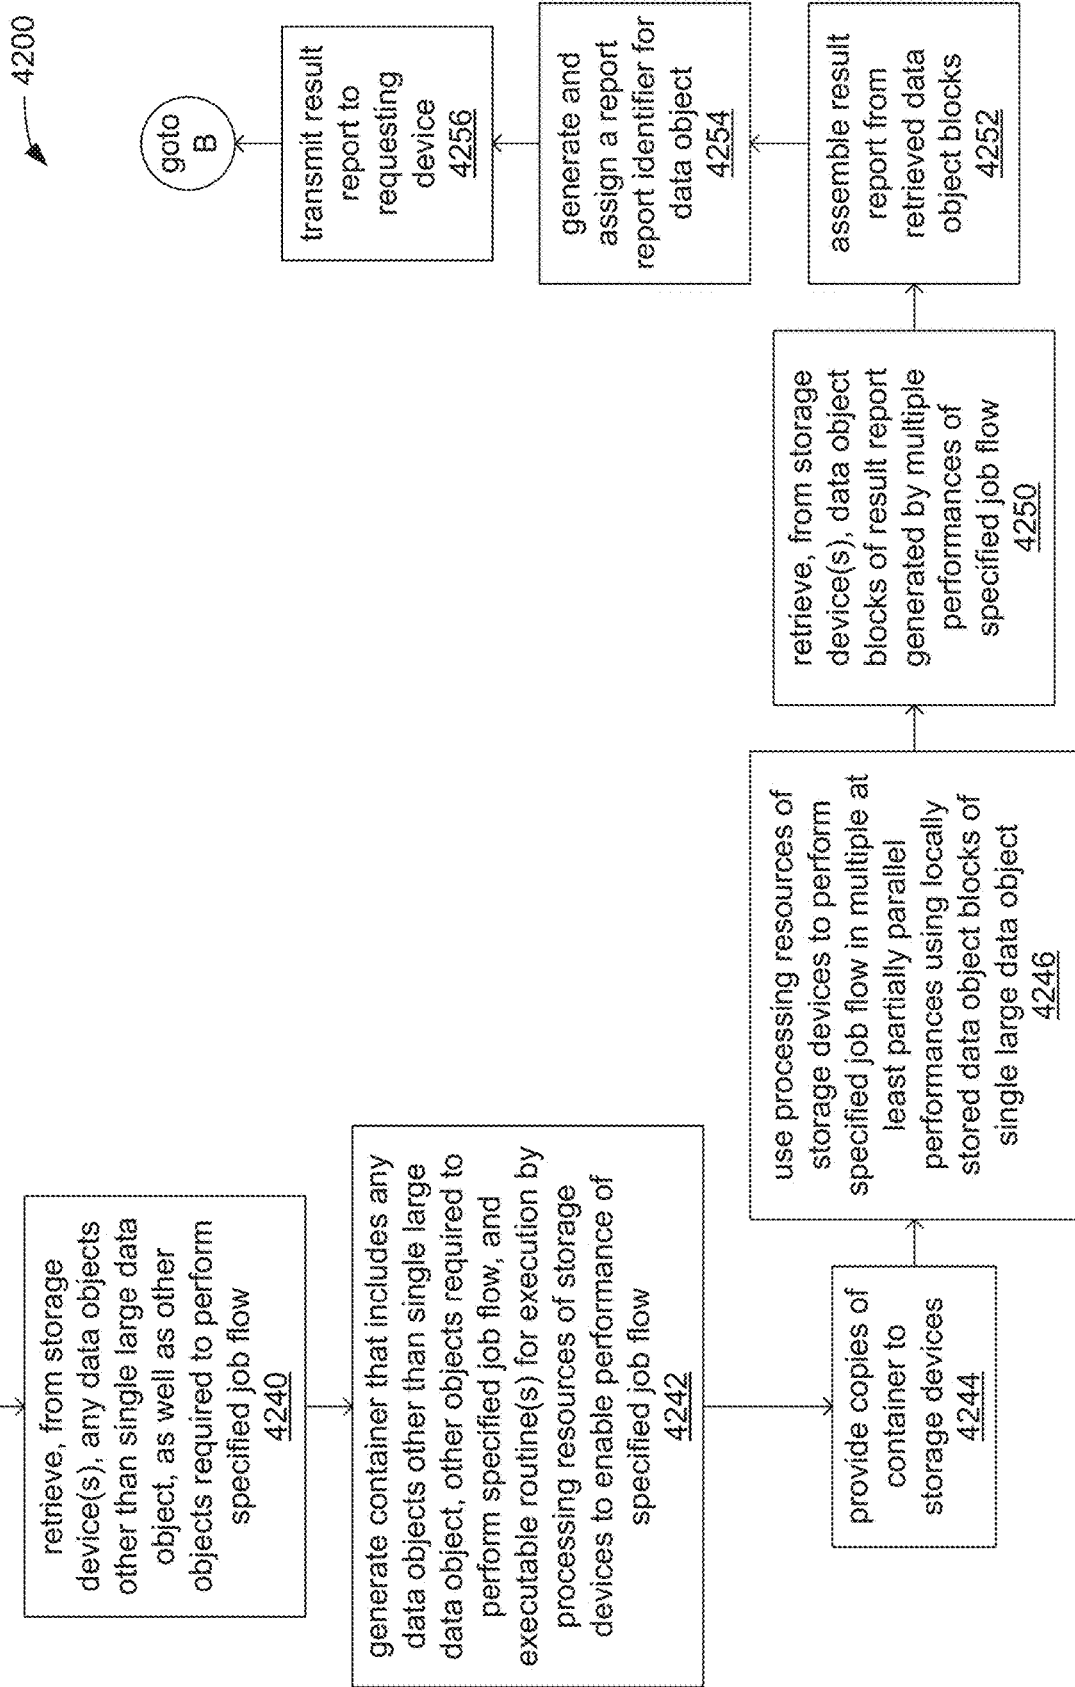 4200
retrieve, from storage
device(s), any data objects
other than single large data
object, as well as other
objects required to perform
specified job flow
4240
generate container that includes any
data objects other than single large
data object, other objects required to
perform specified job flow, and
executable routine(s) for execution by
processing resources of storage
devices to enable performance of
specified job flow
4242
provide copies of
container to
storage devices
4244
use processing resources of
storage devices to perform
specified job flow in multiple at
least partially parallel
performances using locally
stored data object blocks of
single large data object
4246
retrieve, from storage
device(s), data object
blocks of result report
generated by multiple
performances of
specified job flow
4250
assemble result
report from
retrieved data
object blocks
4252
generate and
assign a report
report identifier for
data object
4254
transmit result
report to
requesting
device
4256
goto
B